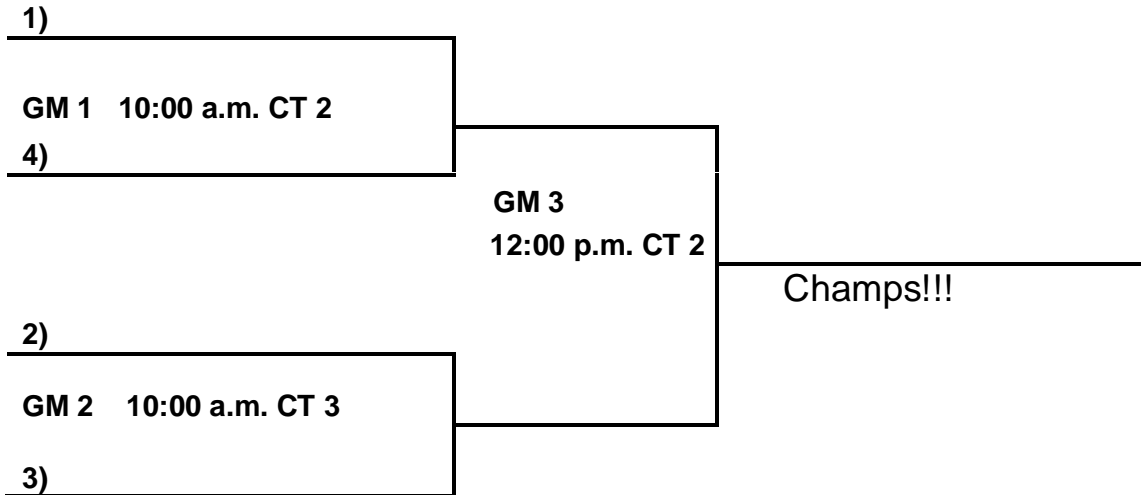 1)
GM 1 10:00 a.m. CT 2
4)
GM 3
12:00 p.m. CT 2
Champs!!!
2)
GM 2 10:00 a.m. CT 3
3)